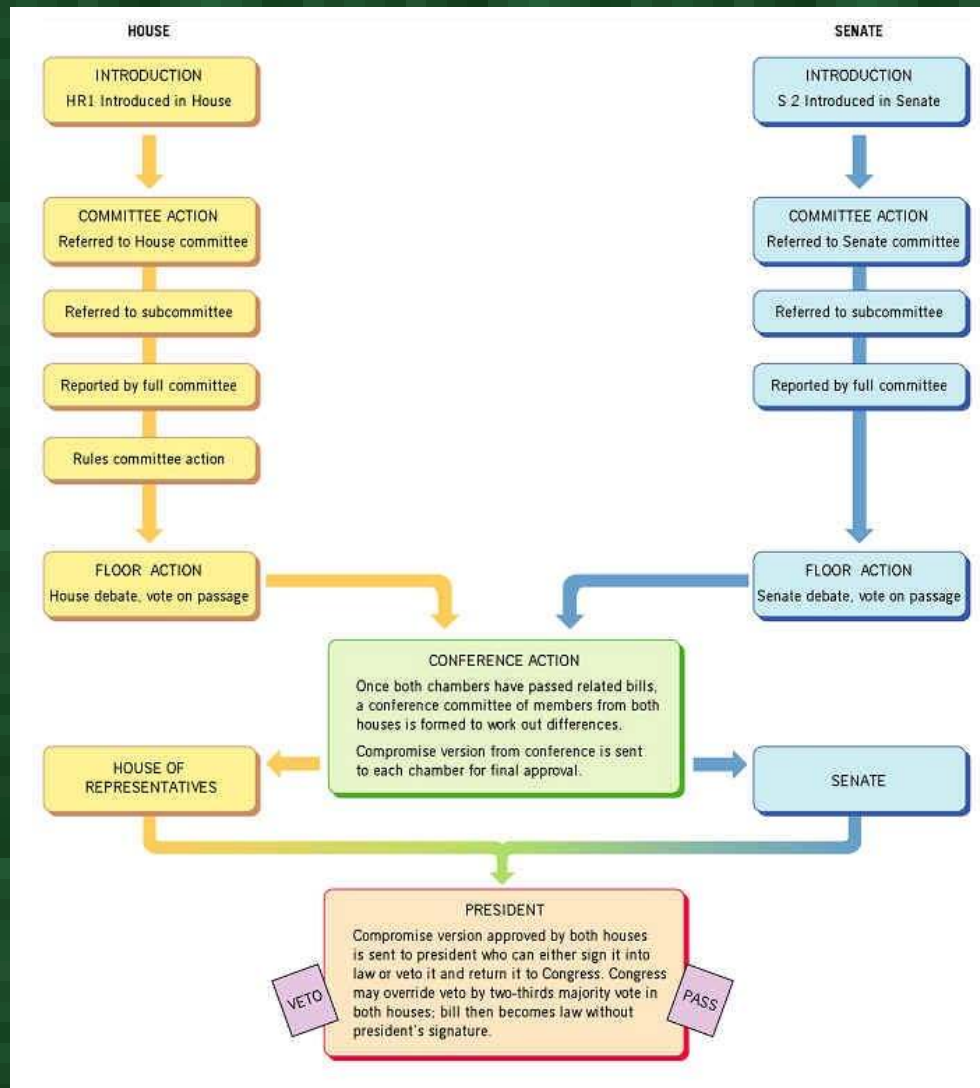 HOUSE
INTRODUCTION
HR1 Introduced in House
COMMITTEE ACTION
Referred to House committee
Referred to subcommittee
Reported by full committee
Rules committee action
FLOOR ACTION
House debate, vote on passage
SENATE
INTRODUCTION
S 2 Introduced in Senate
COMMITTEE ACTION
Referred to Senate committee
Referred to subcommittee
Reported by full committee
FLOOR ACTION
Senate debate, vote on passage
CONFERENCE ACTION
Once both chambers have passed related bills,
a conference committee of members from both
houses is formed to work out differences.
Compromise version from conference is sent
to each chamber for final approval.
HOUSE OF
REPRESENTATIVES
SENATE
PRESIDENT
Compromise version approved by both houses
is sent to president who can either sign it into
law or veto it and return it to Congress. Congress
may override veto by two-thirds majority vote in
both houses; bill then becomes law without
president's signature.
VETO
PASS